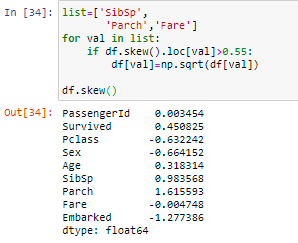 In [34]: list=['SibSp',
'Parch','Fare']
for val in list:
if df.skew().loc[val]>0.55:
df[val]=np.sqrt(df[val])
df.skew()
Out[34]: PassengerId 0.003454
Survived 0.450825
Pclass -0.632242
Sex -0.664152
Age 0.318314
SibSp 0.983568
Parch 1.615593
Fare -0.004748
Embarked -1.277386
dtype: float64